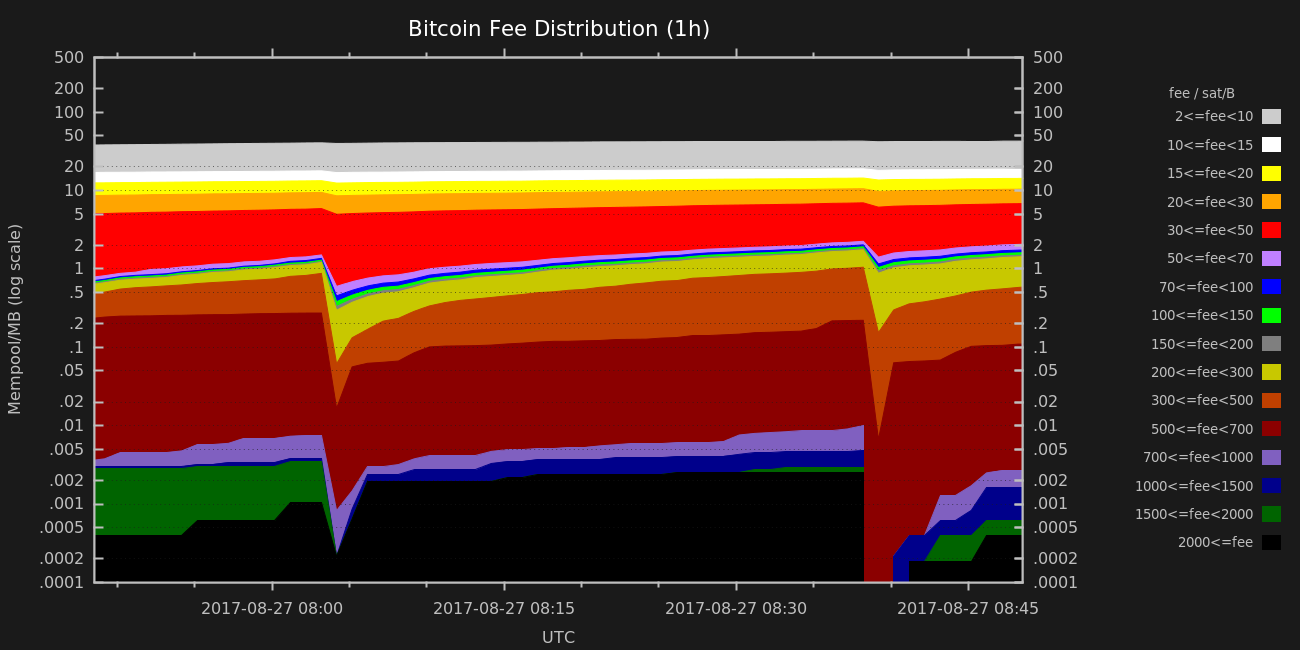 Bitcoin Fee Distribution (1h)
500
200
100
50
20
10
5
2
1
.5
.2
.1
.05
.02
.01
.005
.002
.001
.0005
.0002
.0001
Mempool/MB (log scale)
500
200
100
50
20
10
5
2
1
.5
.2
.1
.05
.02
.01
.005
.002
.001
.0005
.0002
.0001
2017-08-27 08:00
2017-08-27 08:15
2017-08-27 08:30
2017-08-27 08:45
UTC
fee / sat/B
2<=fee<10
10<=fee<15
15<=fee<20
20<=fee<30
30<=fee<50
50<=fee<70
70<=fee<100
100<=fee<150
150<=fee<200
200<=fee<300
300<=fee<500
500<=fee<700
700<=fee<1000
1000<=fee<1500
1500<=fee<2000
2000<=fee